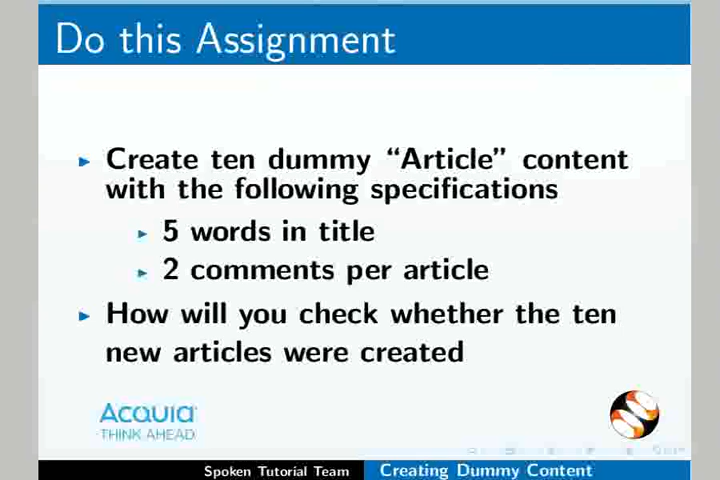 Do this Assignment
Create ten dummy “Article” content
with the following specifications
5 words in title
2 comments per article
How will you check whether the ten
new articles were created
ACQUIA
THINK AHEAD
Spoken Tutorial Team
Creating Dummy Content